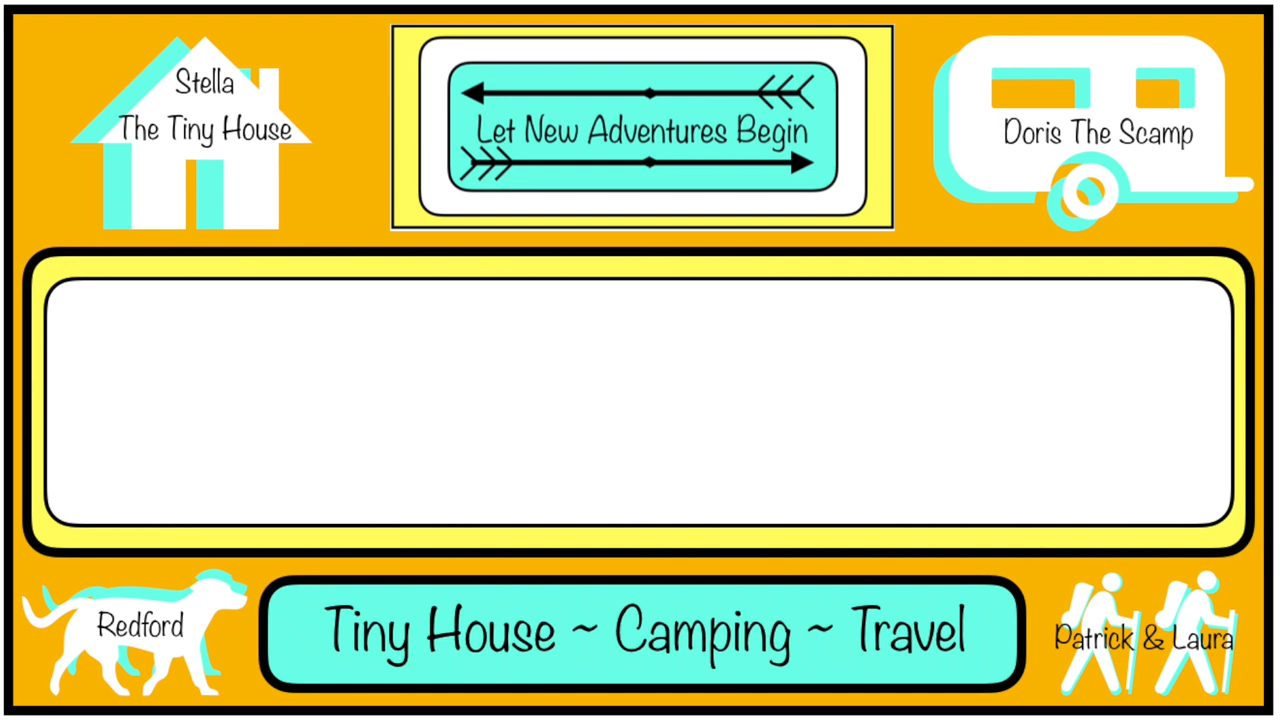 Stella
The Tiny House
Let New Adventures Begin
Doris The Scamp
Redford
Tiny House ~ Camping ~ Travel
Patrick & Laura